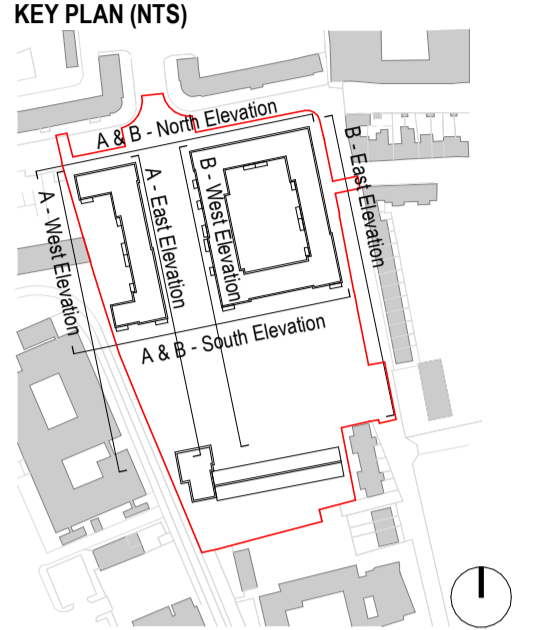 KEY PLAN (NTS)
A & B - North Elevation
A - West Elevation
A - East Elevation
B - West Elevation
B - East Elevation
A & B - South Elevation